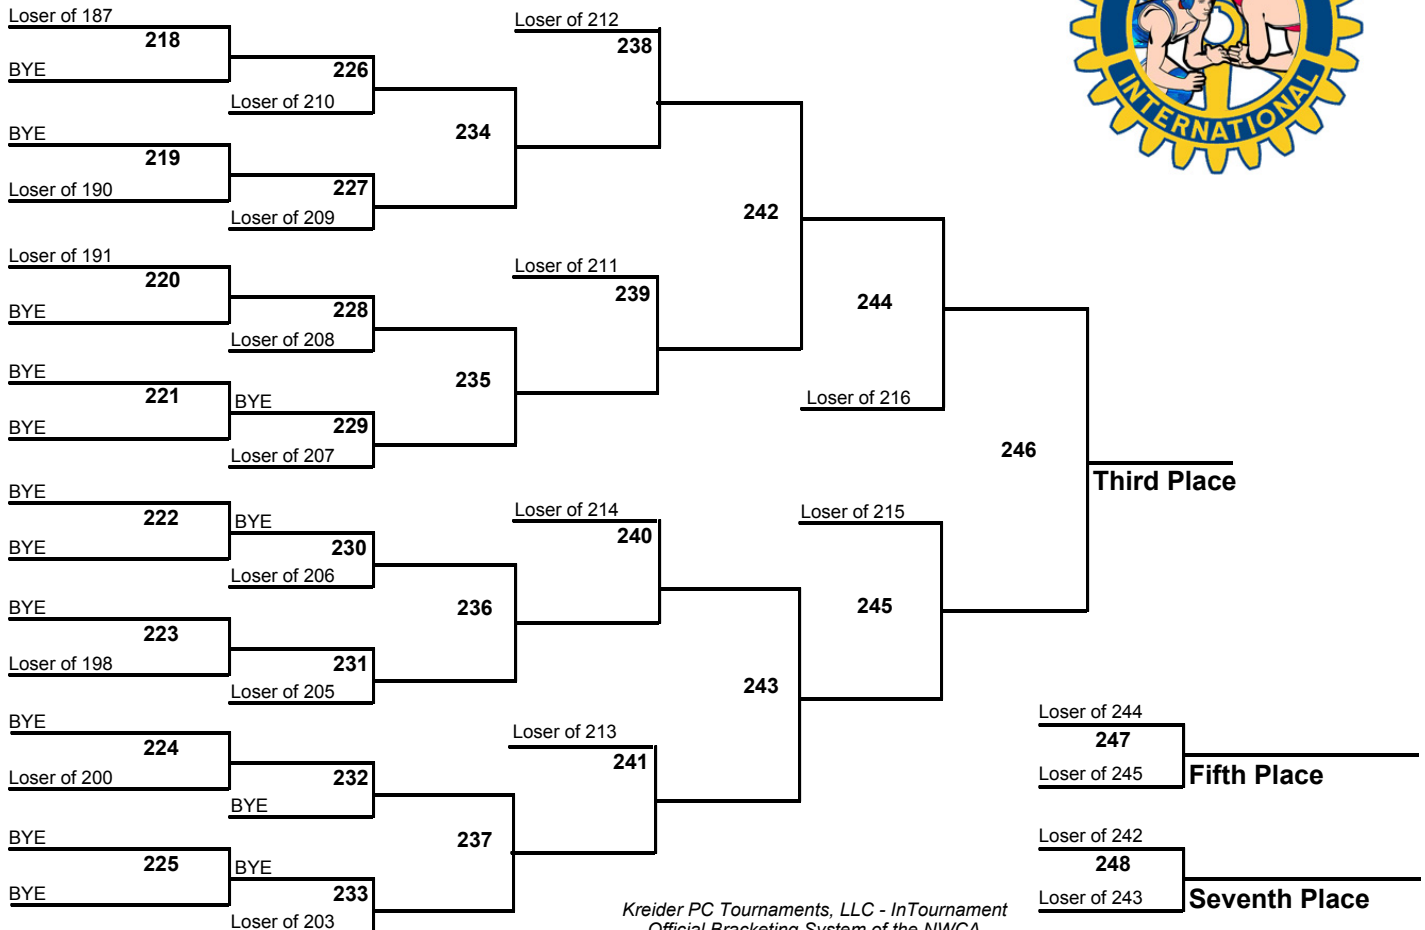 Loser of 187
218
BYE
226
Loser of 210
BYE
219
Loser of 190
227
Loser of 209
234
Loser of 212
238
Loser of 191
220
BYE
228
Loser of 208
BYE
221
BYE
BYE
229
Loser of 207
235
Loser of 211
239
242
244
Loser of 216
BYE
222
BYE
BYE
230
Loser of 206
BYE
223
Loser of 198
231
Loser of 205
236
Loser of 214
240
BYE
224
Loser of 200
232
BYE
BYE
225
BYE
BYE
233
Loser of 203
237
Loser of 213
241
243
Loser of 215
245
246
Third Place
Loser of 244
247
Loser of 245
Fifth Place
Loser of 242
248
Loser of 243
Seventh Place
INTERNATIONAL
Kreider PC Tournaments, LLC - InTournament
Official Bracketing System of the NWCA